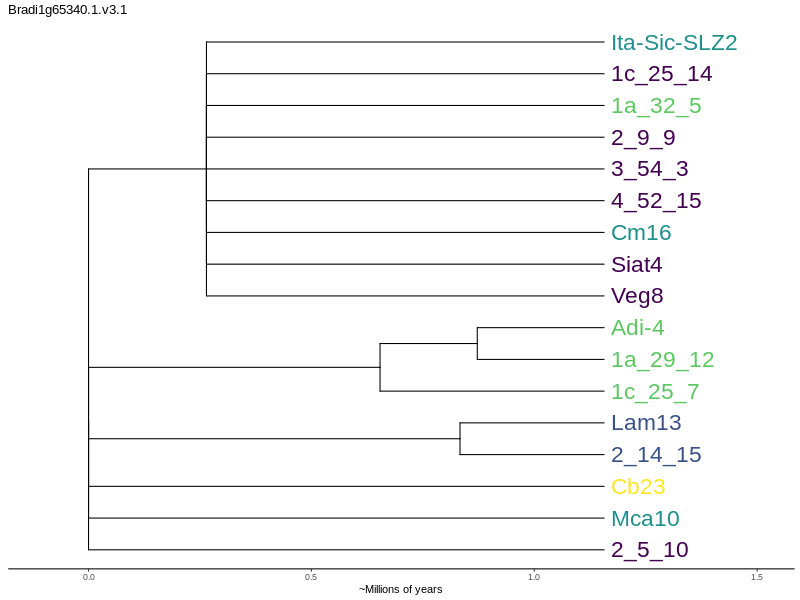 Bradi1g65340.1.v3.1
Ita-Sic-SLZ2
1c_25_14
1a_32_5
2_9_9
3_54_3
4_52_15
Cm16
Siat4
Veg8
Adi-4
1a_29_12
1c_25_7
Lam13
2_14_15
Cb23
Mca10
2_5_10
0.0 0.5 1.0 1.5
~Millions of years